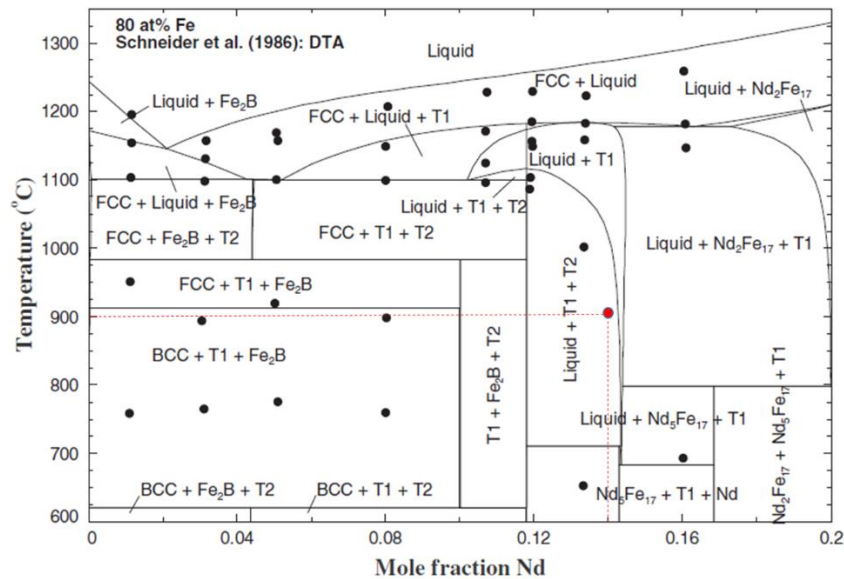 80 at% Fe
Schneider et al. (1986): DTA
Liquid
Liquid + Fe₂B
FCC + Liquid + T1
FCC + Liquid
Liquid + Nd₂Fe₁₇
Liquid + T1
FCC + Liquid + Fe₂B
Liquid + T1 + T2
FCC + Fe₂B + T2
FCC + T1 + T2
Liquid + Nd₂Fe₁₇ + T1
FCC + T1 + Fe₂B
BCC + T1 + Fe₂B
T1 + Fe₂B + T2
Liquid + T1 + T2
Liquid + Nd₅Fe₁₇ + T1
Nd₂Fe₁₇ + Nd₅Fe₁₇ + T1
BCC + Fe₂B + T2
BCC + T1 + T2
Nd₅Fe₁₇ + T1 + Nd
Temperature (°C)
1300
1200
1100
1000
900
800
700
600
0
0.04
0.08
0.12
0.16
0.2
Mole fraction Nd